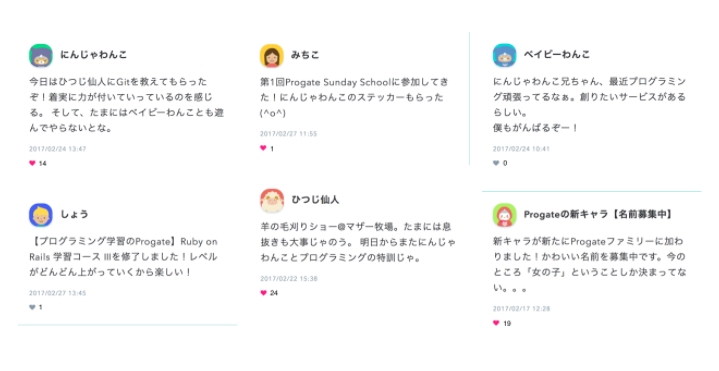 にんじゃわんこ
今日はひつじ仙人にGitを教えてもらった
ぞ！着実に力が付いていっているのを感じ
る。 そして、たまにはベイビーわんことも遊
んでやらないとな。
2017/02/24 13:47
14
しょう
【プログラミング学習のProgate】Ruby on
Rails 学習コース IIIを修了しました！レベル
がどんどん上がっていくから楽しい！
2017/02/27 13:45
1
みちこ
第1回Progate Sunday Schoolに参加してき
た！にんじゃわんこのステッカーもらった
(^o^)
2017/02/27 11:55
1
ひつじ仙人
羊の毛刈りショー@マザー牧場。たまには息
抜きも大事じゃのう。 明日からまたにんじゃ
わんことプログラミングの特訓じゃ。
2017/02/22 15:38
24
ベイビーわんこ
にんじゃわんこ兄ちゃん、最近プログラミン
グ頑張ってるなぁ。創りたいサービスがある
らしい。
僕もがんばるぞー！
2017/02/24 10:41
0
Progateの新キャラ【名前募集中】
新キャラが新たにProgateファミリーに加わ
りました！かわいい名前を募集中です。今の
ところ「女の子」ということしか決まってな
い。。。
2017/02/17 12:28
19